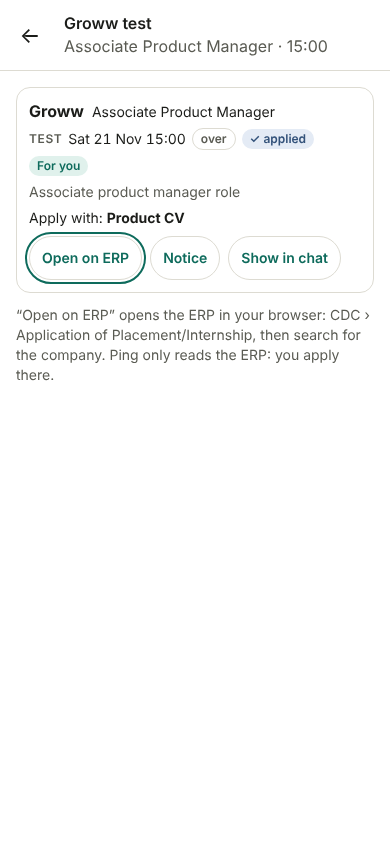 Groww test
Associate Product Manager · 15:00
Groww Associate Product Manager
TEST Sat 21 Nov 15:00 over ✓ applied
For you
Associate product manager role
Apply with: Product CV
Open on ERP Notice Show in chat
“Open on ERP” opens the ERP in your browser: CDC ›
Application of Placement/Internship, then search for
the company. Ping only reads the ERP: you apply
there.